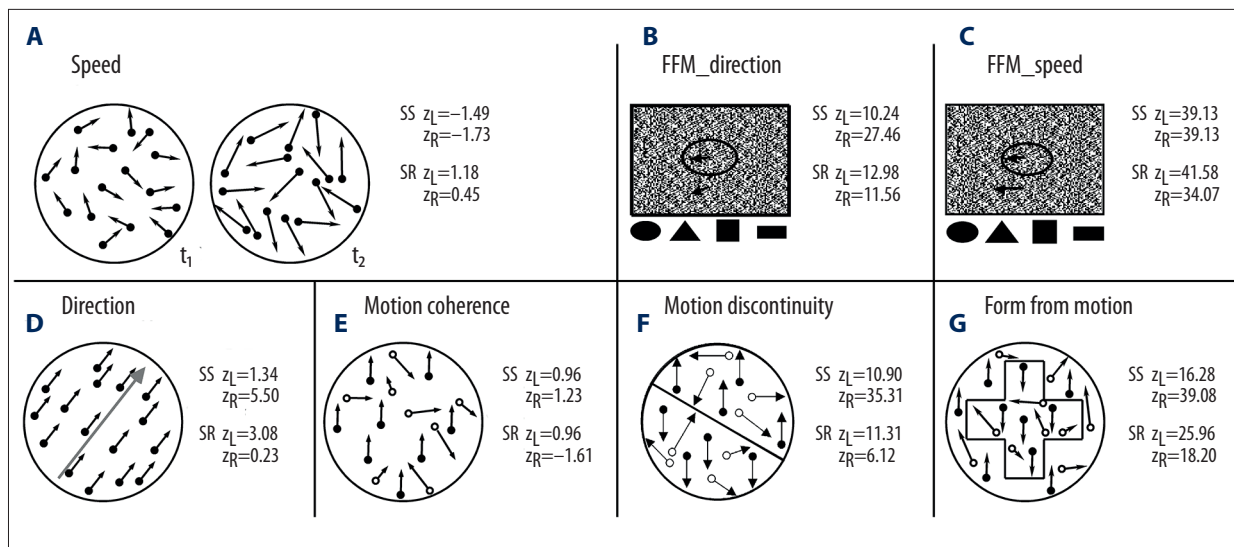 A
Speed
t1
t2
SS zL=−1.49
zR=−1.73
SR zL=1.18
zR=0.45
B
FFM_direction
SS zL=10.24
zR=27.46
SR zL=12.98
zR=11.56
C
FFM_speed
SS zL=39.13
zR=39.13
SR zL=41.58
zR=34.07
D
Direction
SS zL=1.34
zR=5.50
SR zL=3.08
zR=0.23
E
Motion coherence
SS zL=0.96
zR=1.23
SR zL=0.96
zR=−1.61
F
Motion discontinuity
SS zL=10.90
zR=35.31
SR zL=11.31
zR=6.12
G
Form from motion
SS zL=16.28
zR=39.08
SR zL=25.96
zR=18.20